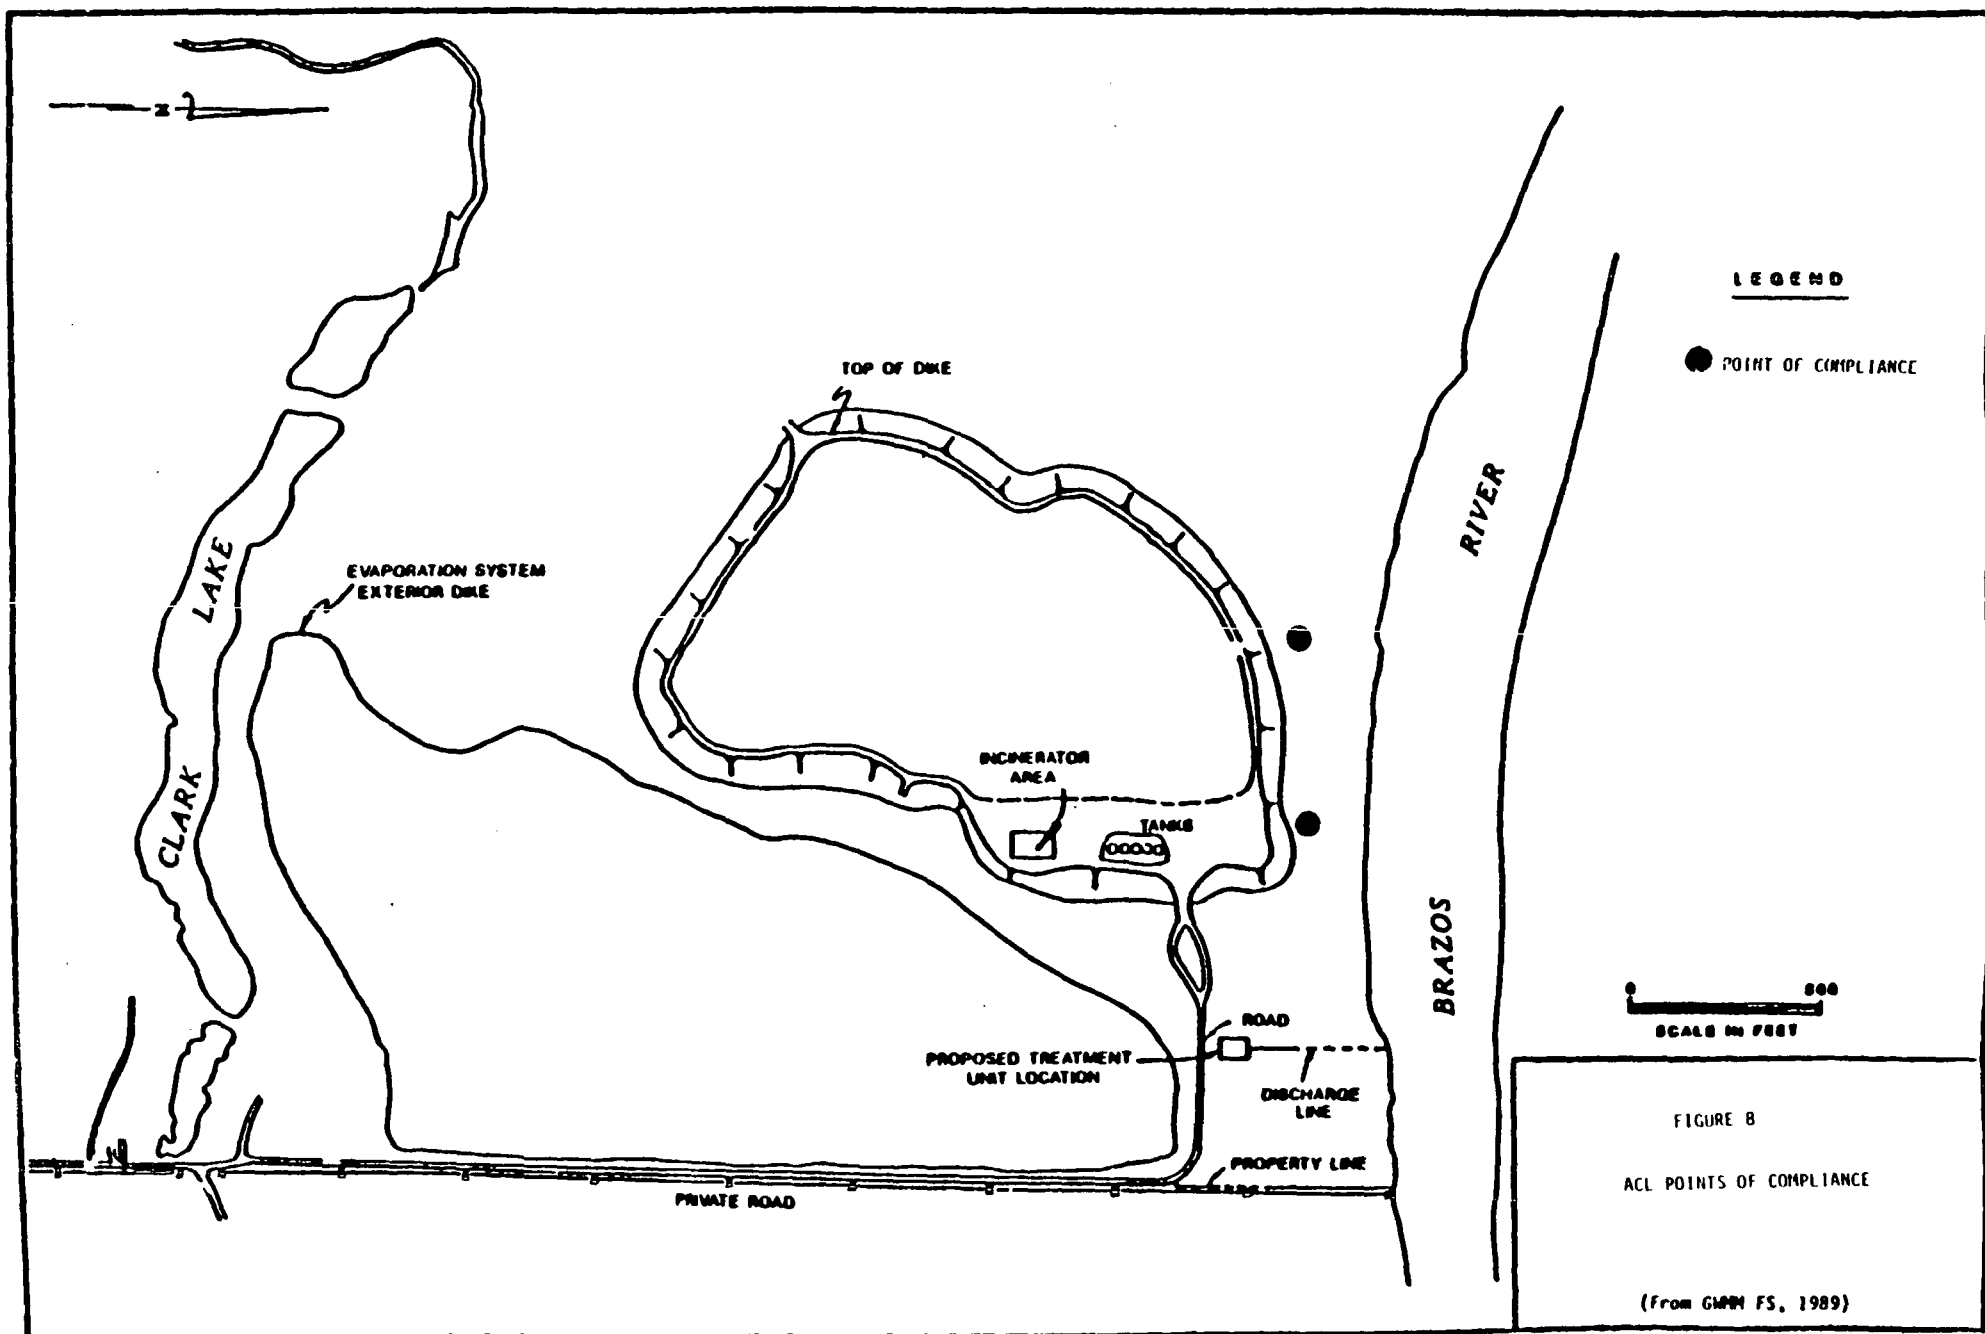 N
LEGEND
POINT OF COMPLIANCE
TOP OF DIKE
RIVER
LAKE
EVAPORATION SYSTEM
EXTERIOR DIKE
INCINERATOR
AREA
TANKS
CLARK
BRAZOS
0 500
SCALE IN FEET
ROAD
PROPOSED TREATMENT
UNIT LOCATION
DISCHARGE
LINE
PROPERTY LINE
PRIVATE ROAD
FIGURE 8
ACL POINTS OF COMPLIANCE
(From GWMM FS, 1989)